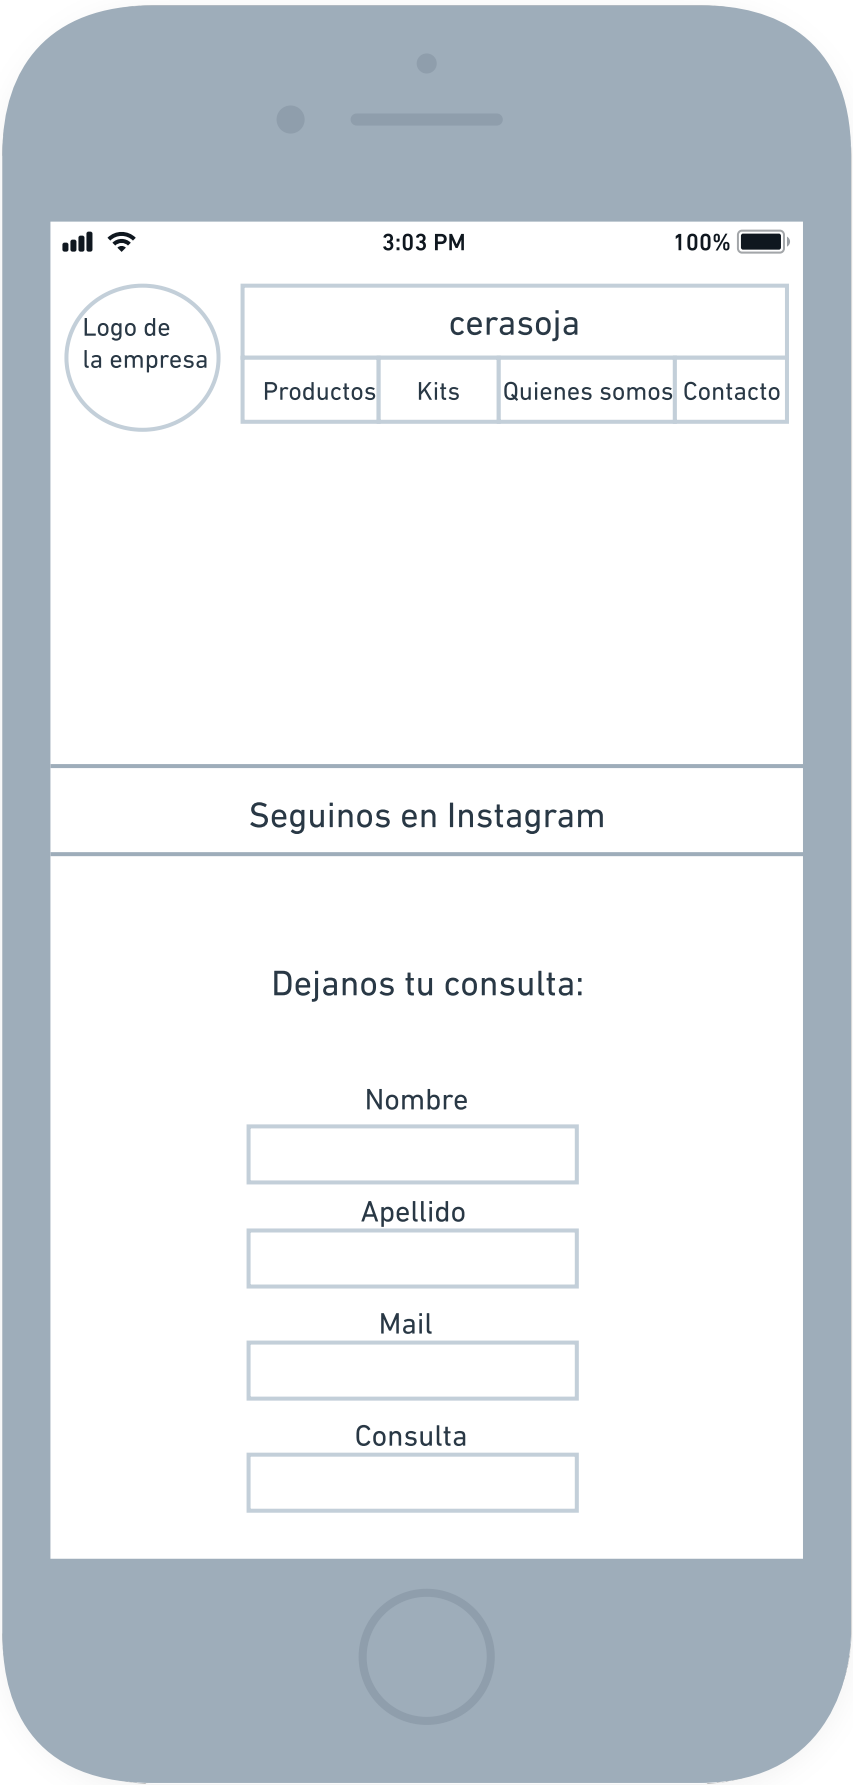 3:03 PM 100%
Logo de
la empresa
cerasoja
Productos Kits Quienes somos Contacto
Seguinos en Instagram
Dejanos tu consulta:
Nombre
Apellido
Mail
Consulta